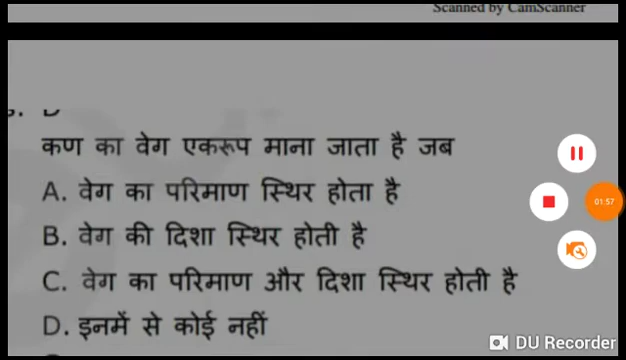 Scanned by CamScanner
कण का वेग एकरूप माना जाता है जब
A. वेग का परिमाण स्थिर होता है
B. वेग की दिशा स्थिर होती है
C. वेग का परिमाण और दिशा स्थिर होती है
D. इनमें से कोई नहीं
01:57
DU Recorder